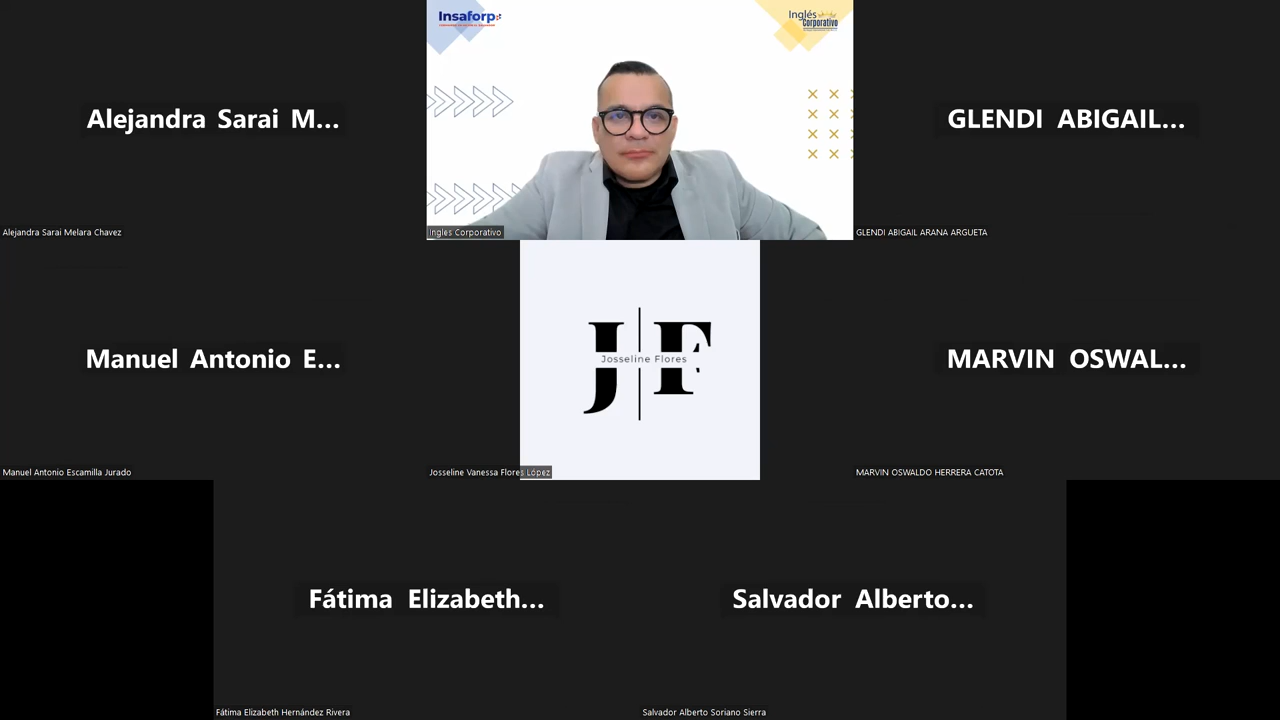 Alejandra Sarai M...
Alejandra Sarai Melara Chavez
Insaforp
Inglés
Corporativo
Inglés Corporativo
GLENDI ABIGAIL...
GLENDI ABIGAIL ARANA ARGUETA
Manuel Antonio E...
Manuel Antonio Escamilla Jurado
J F
Josseline Flores
Josseline Vanessa Flores López
MARVIN OSWAL...
MARVIN OSWALDO HERRERA CATOTA
Fátima Elizabeth...
Fátima Elizabeth Hernández Rivera
Salvador Alberto...
Salvador Alberto Soriano Sierra